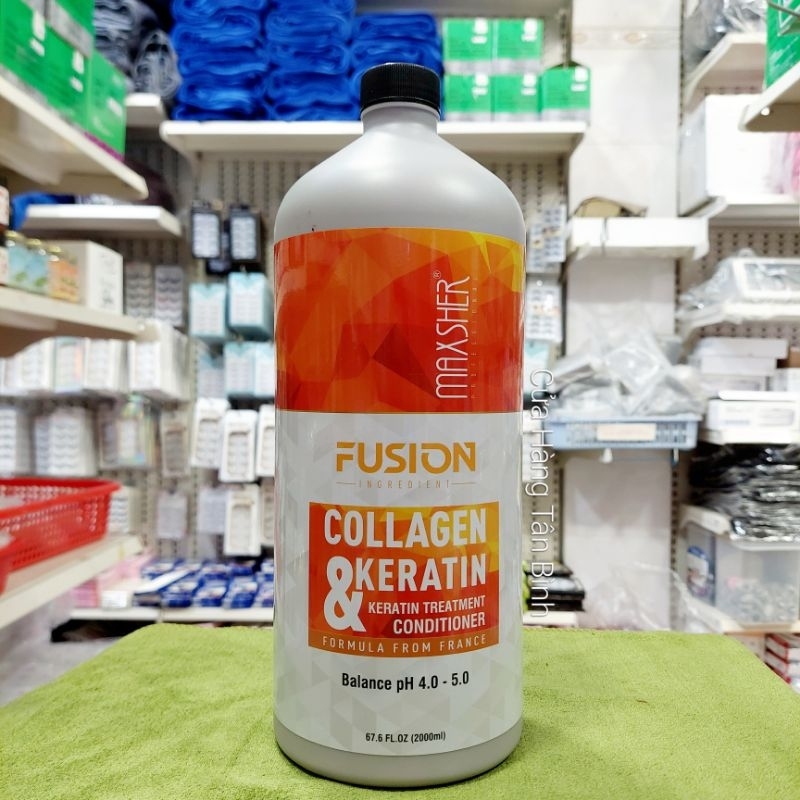 MAXSHER®
PROFESSIONAL
FUSION
INGREDIENT
COLLAGEN
& KERATIN
KERATIN TREATMENT
CONDITIONER
FORMULA FROM FRANCE
Balance pH 4.0 - 5.0
67.6 FL.OZ (2000ml)
Cửa Hàng Tân Bình